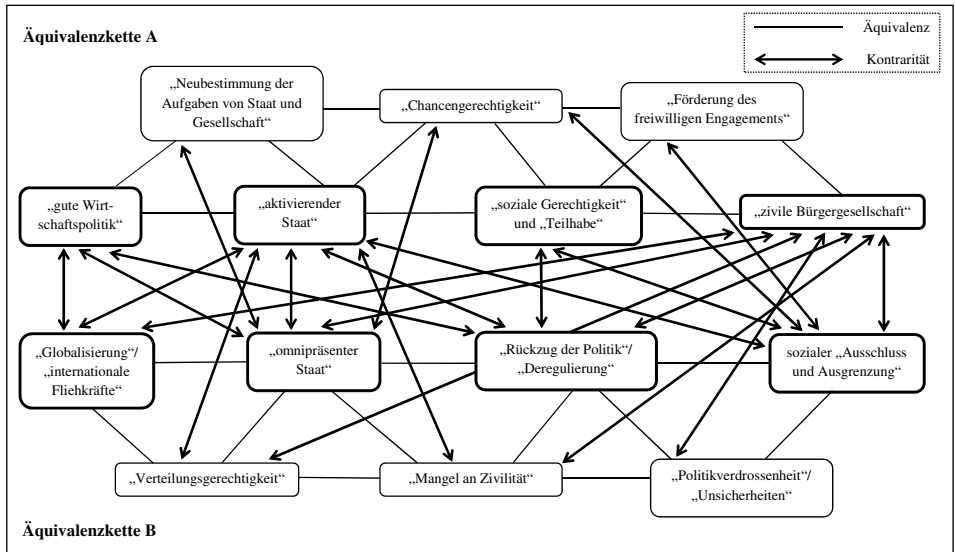 Äquivalenzkette A
Äquivalenz
Kontrarität
„Neubestimmung der
Aufgaben von Staat und
Gesellschaft“
„Chancengerechtigkeit“
„Förderung des
freiwilligen Engagements“
„gute Wirt-
schaftspolitik“
„aktivierender
Staat“
„soziale Gerechtigkeit“
und „Teilhabe“
„zivile Bürgergesellschaft“
„Globalisierung“/
„internationale
Fliehkräfte“
„omnipräsenter
Staat“
„Rückzug der Politik“/
„Deregulierung“
sozialer „Ausschluss
und Ausgrenzung“
„Verteilungsgerechtigkeit“
„Mangel an Zivilität“
„Politikverdrossenheit“/
„Unsicherheiten“
Äquivalenzkette B